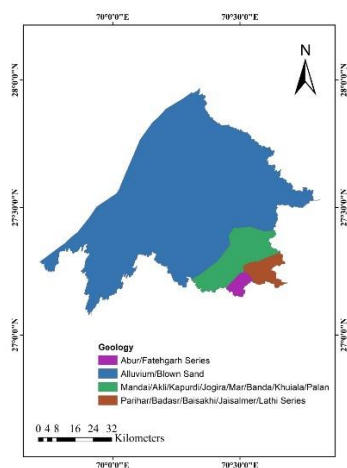 70°0'0"E 70°30'0"E
N
28°0'0"N 28°0'0"N
27°30'0"N 27°30'0"N
27°0'0"N 27°0'0"N
Geology
Abur/Fatehgarh Series
Alluvium/Blown Sand
Mandai/Akli/Kapurdi/Jogira/Mar/Banda/Khuiala/Palan
Parihar/Badasr/Baisakhi/Jaisalmer/Lathi Series
0 4 8 16 24 32
Kilometers
70°0'0"E 70°30'0"E